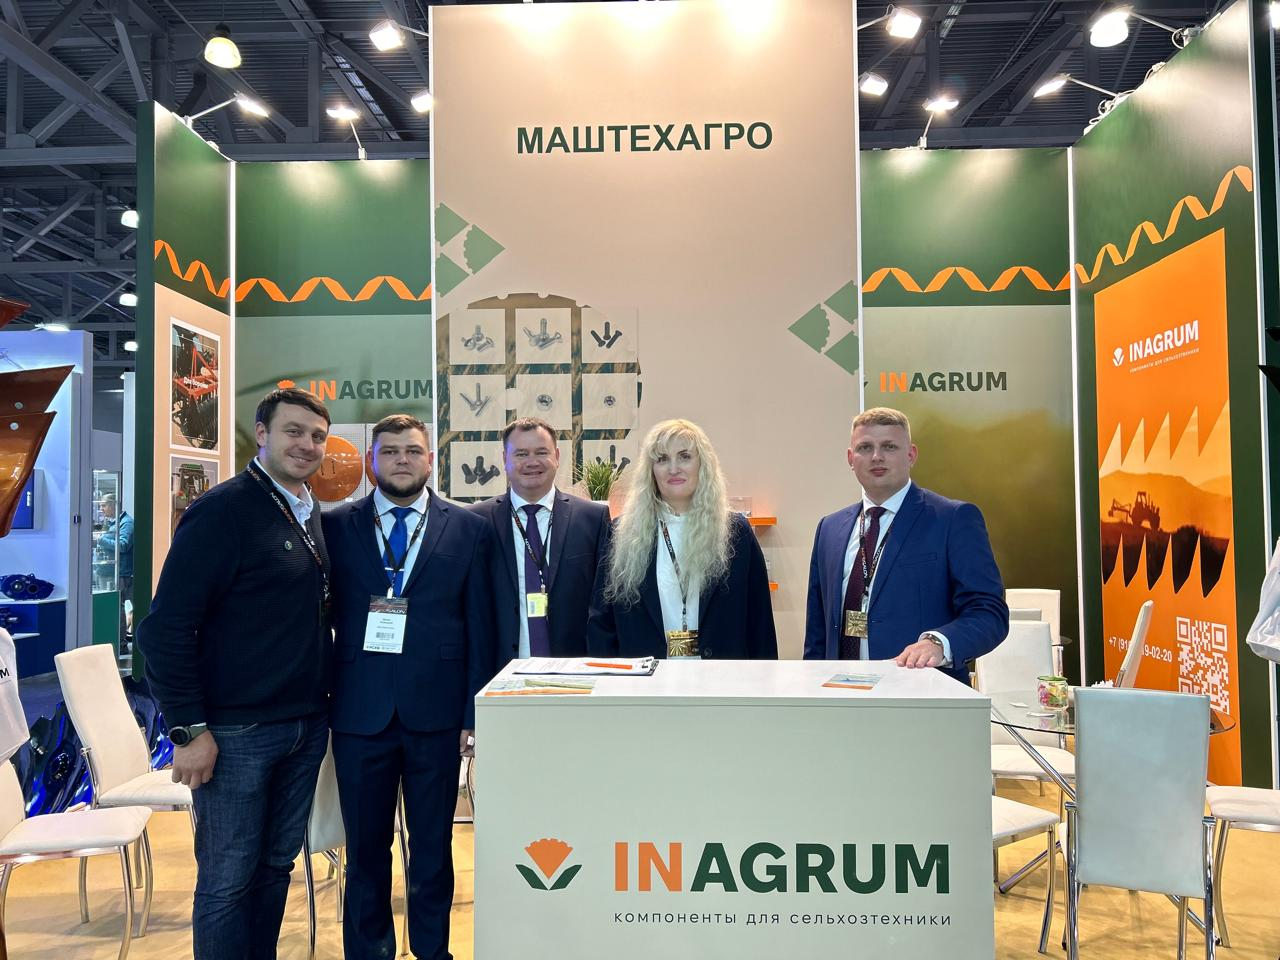 МАШТЕХАГРО
INAGRUM
INAGRUM
INAGRUM
компоненты для сельхозтехники
INAGRUM
компоненты для сельхозтехники